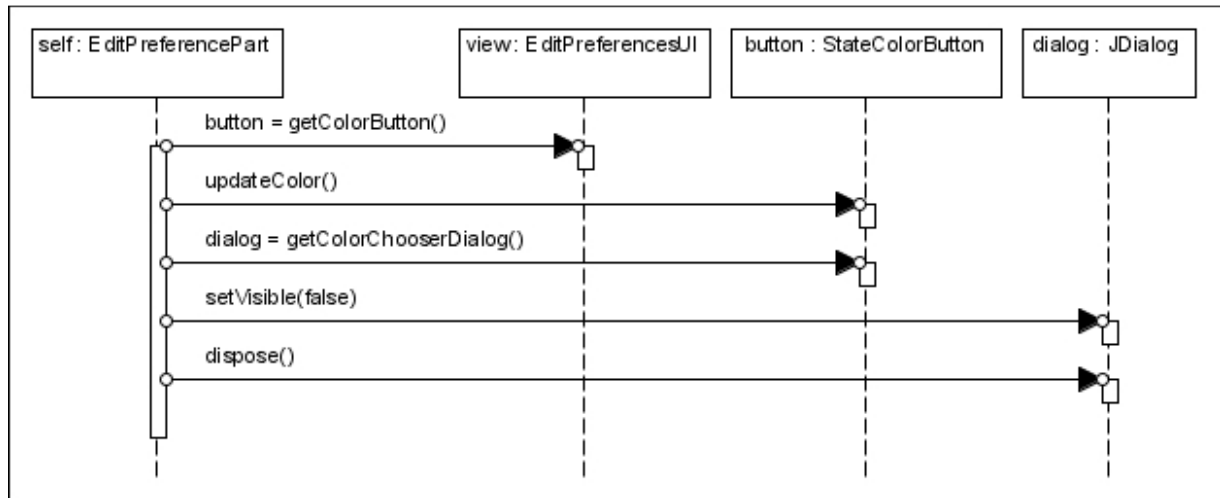 self : EditPreferencePart
view: EditPreferencesUI
button : StateColorButton
dialog : JDialog
button = getColorButton()
updateColor()
dialog = getColorChooserDialog()
setVisible(false)
dispose()